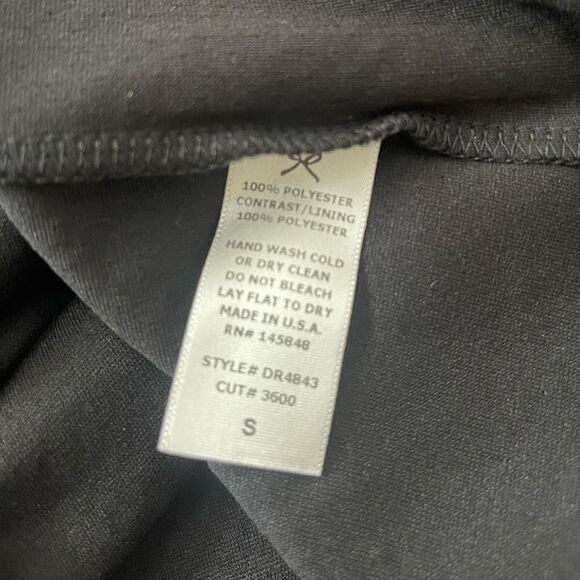 100% POLYESTER
CONTRAST/LINING
100% POLYESTER
HAND WASH COLD
OR DRY CLEAN
DO NOT BLEACH
LAY FLAT TO DRY
MADE IN U.S.A.
RN# 145848
STYLE# DR4843
CUT# 3600
S